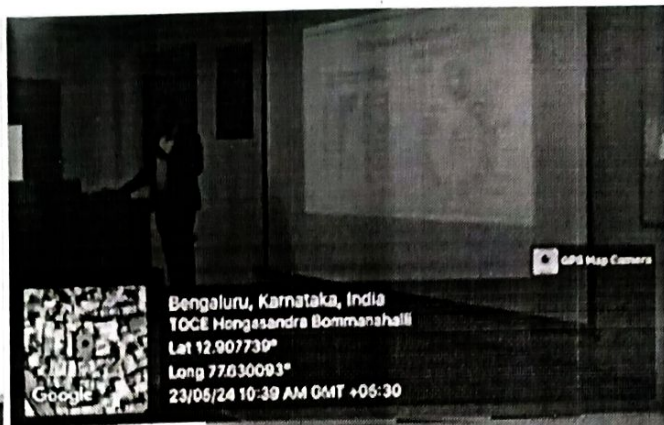 GPS Map Camera
Bengaluru, Karnataka, India
TOCE Hongasandra Bommanahalli
Lat 12.907739°
Long 77.630093°
23/05/24 10:39 AM GMT +05:30
Google